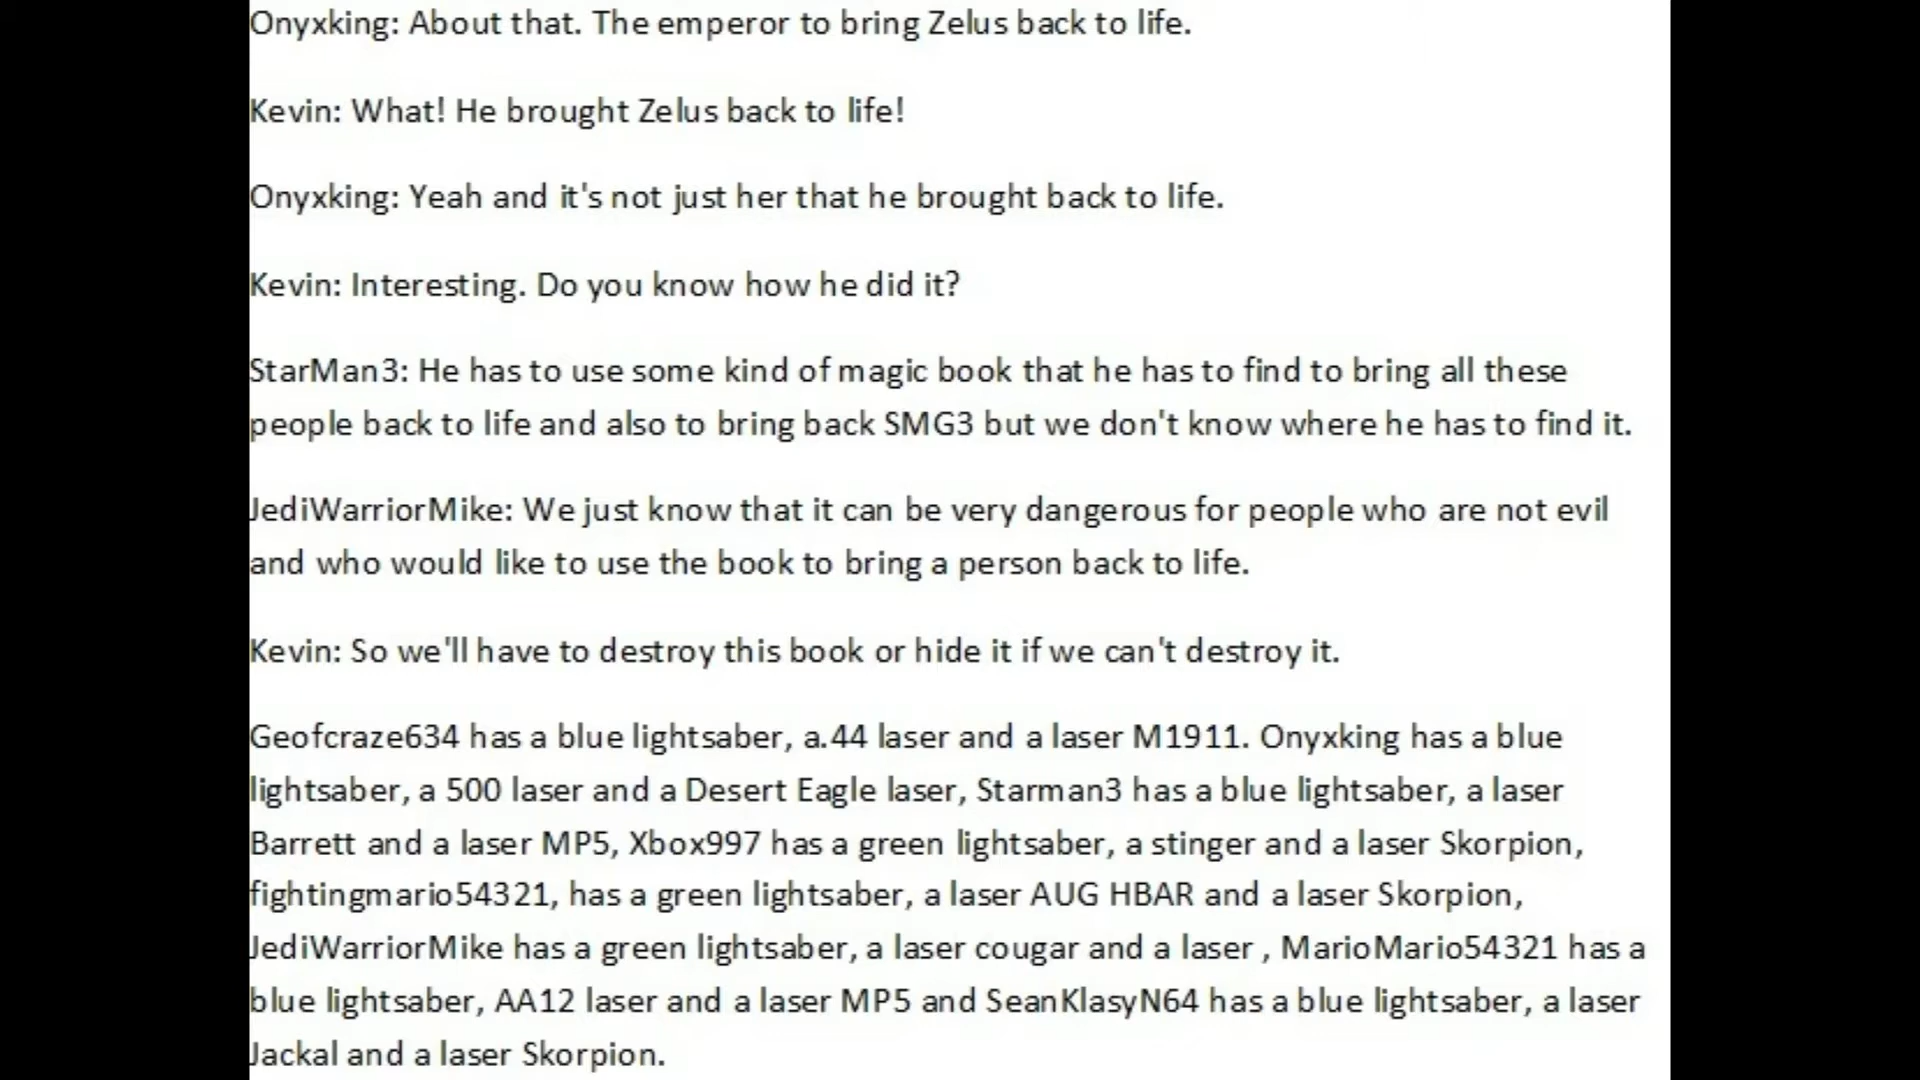 Onyxking: About that. The emperor to bring Zelus back to life.
Kevin: What! He brought Zelus back to life!
Onyxking: Yeah and it's not just her that he brought back to life.
Kevin: Interesting. Do you know how he did it?
StarMan3: He has to use some kind of magic book that he has to find to bring all these
people back to life and also to bring back SMG3 but we don't know where he has to find it.
JediWarriorMike: We just know that it can be very dangerous for people who are not evil
and who would like to use the book to bring a person back to life.
Kevin: So we'll have to destroy this book or hide it if we can't destroy it.
Geofcraze634 has a blue lightsaber, a.44 laser and a laser M1911. Onyxking has a blue
lightsaber, a 500 laser and a Desert Eagle laser, Starman3 has a blue lightsaber, a laser
Barrett and a laser MP5, Xbox997 has a green lightsaber, a stinger and a laser Skorpion,
fightingmario54321, has a green lightsaber, a laser AUG HBAR and a laser Skorpion,
JediWarriorMike has a green lightsaber, a laser cougar and a laser , MarioMario54321 has a
blue lightsaber, AA12 laser and a laser MP5 and SeanKlasyN64 has a blue lightsaber, a laser
Jackal and a laser Skorpion.